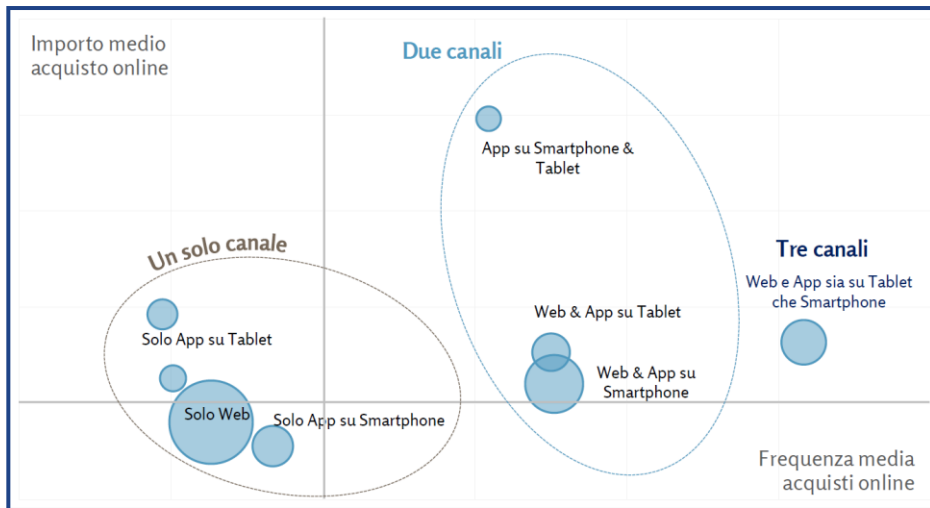 Importo medio
acquisto online
Due canali
App su Smartphone &
Tablet
Un solo canale
Tre canali
Web e App sia su Tablet
che Smartphone
Web & App su Tablet
Solo App su Tablet
Web & App su
Smartphone
Solo Web
Solo App su Smartphone
Frequenza media
acquisti online